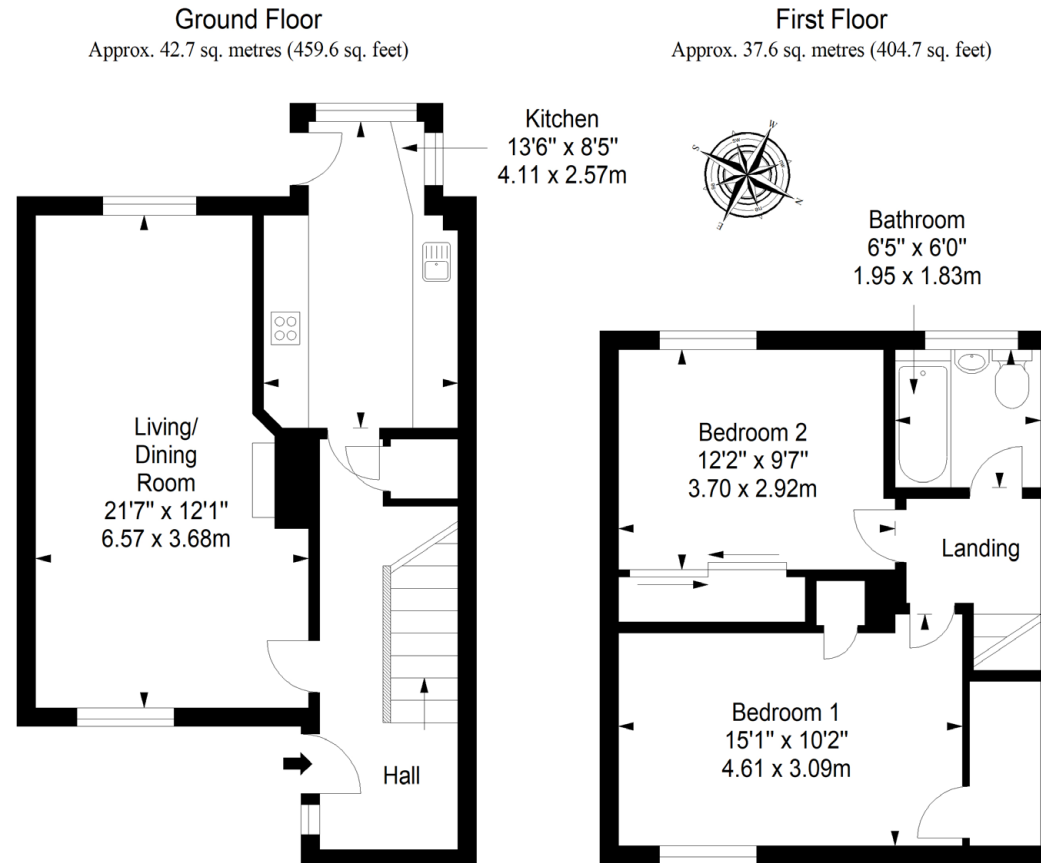 Ground Floor
Approx. 42.7 sq. metres (459.6 sq. feet)
First Floor
Approx. 37.6 sq. metres (404.7 sq. feet)
Kitchen
13'6" x 8'5"
4.11 x 2.57m
W
S
N
E
Bathroom
6'5" x 6'0"
1.95 x 1.83m
Living/
Dining
Room
21'7" x 12'1"
6.57 x 3.68m
Bedroom 2
12'2" x 9'7"
3.70 x 2.92m
Landing
Bedroom 1
15'1" x 10'2"
4.61 x 3.09m
Hall